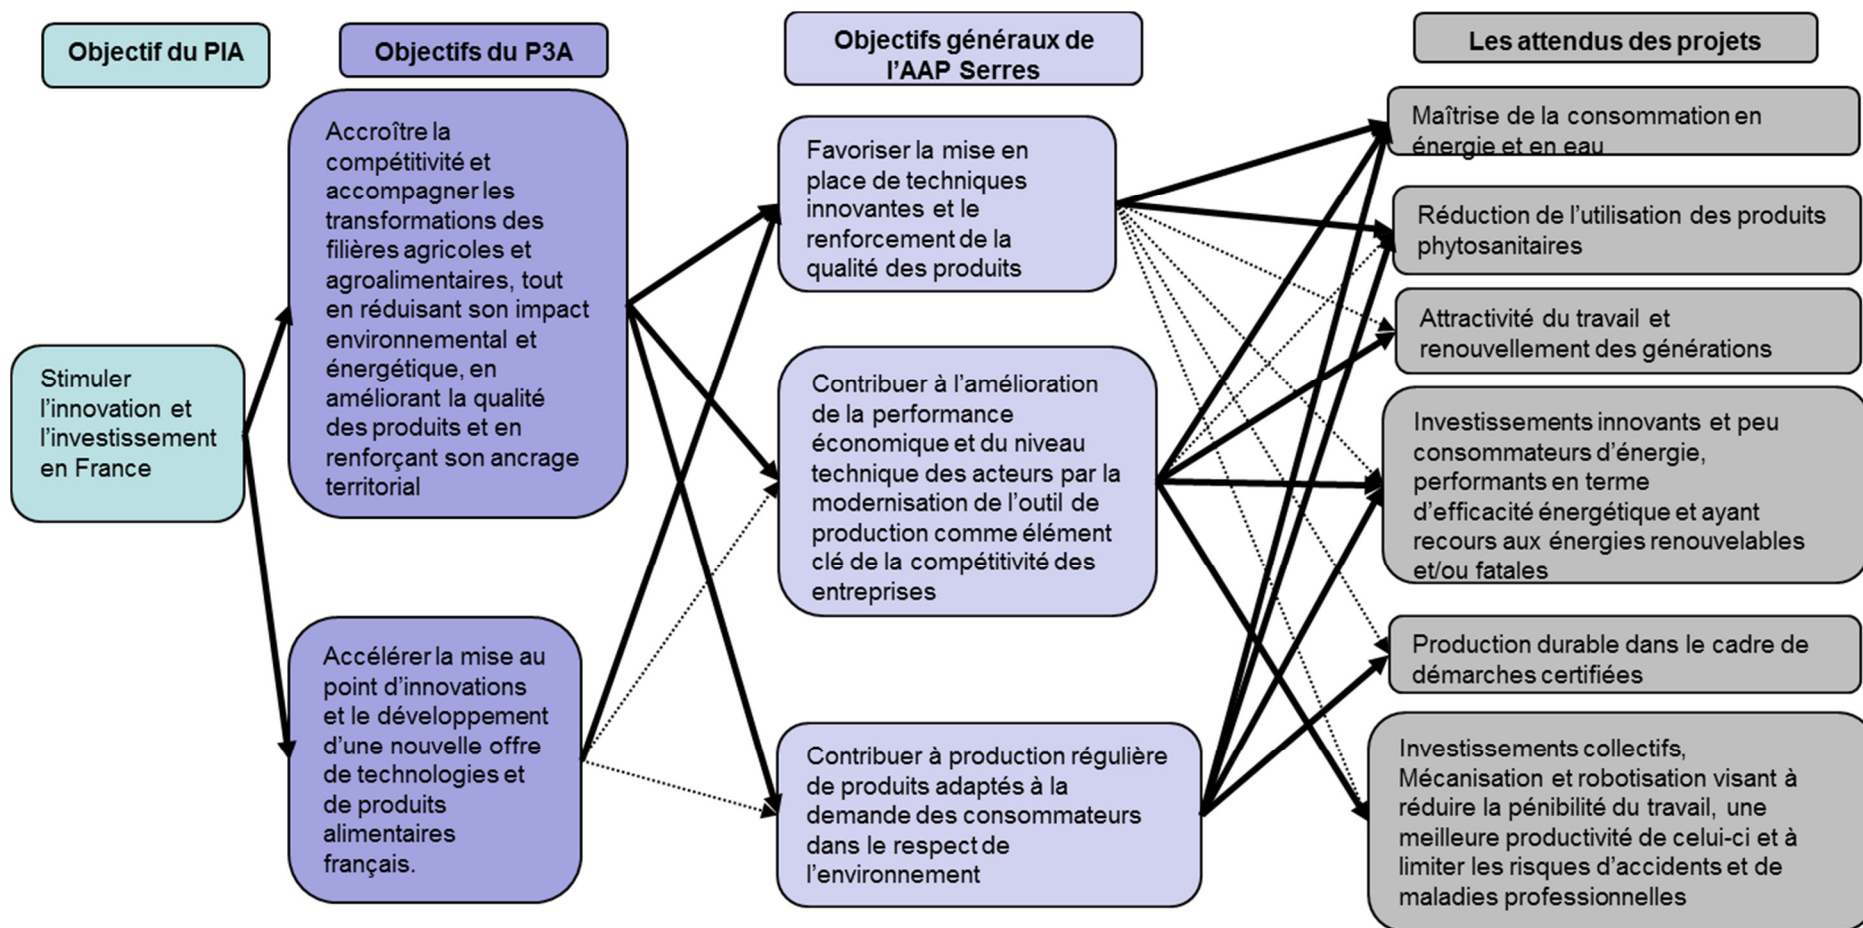 Objectif du PIA
Objectifs du P3A
Objectifs généraux de
l’AAP Serres
Les attendus des projets
Stimuler
l’innovation et
l’investissement
en France
Accroître la
compétitivité et
accompagner les
transformations des
filières agricoles et
agroalimentaires, tout
en réduisant son impact
environnemental et
énergétique, en
améliorant la qualité
des produits et en
renforçant son ancrage
territorial
Accélérer la mise au
point d’innovations
et le développement
d’une nouvelle offre
de technologies et
de produits
alimentaires
français.
Favoriser la mise en
place de techniques
innovantes et le
renforcement de la
qualité des produits
Contribuer à l’amélioration
de la performance
économique et du niveau
technique des acteurs par la
modernisation de l’outil de
production comme élément
clé de la compétitivité des
entreprises
Contribuer à production régulière
de produits adaptés à la
demande des consommateurs
dans le respect de
l’environnement
Maîtrise de la consommation en
énergie et en eau
Réduction de l’utilisation des produits
phytosanitaires
Attractivité du travail et
renouvellement des générations
Investissements innovants et peu
consommateurs d’énergie,
performants en terme
d’efficacité énergétique et ayant
recours aux énergies renouvelables
et/ou fatales
Production durable dans le cadre de
démarches certifiées
Investissements collectifs,
Mécanisation et robotisation visant à
réduire la pénibilité du travail, une
meilleure productivité de celui-ci et à
limiter les risques d’accidents et de
maladies professionnelles